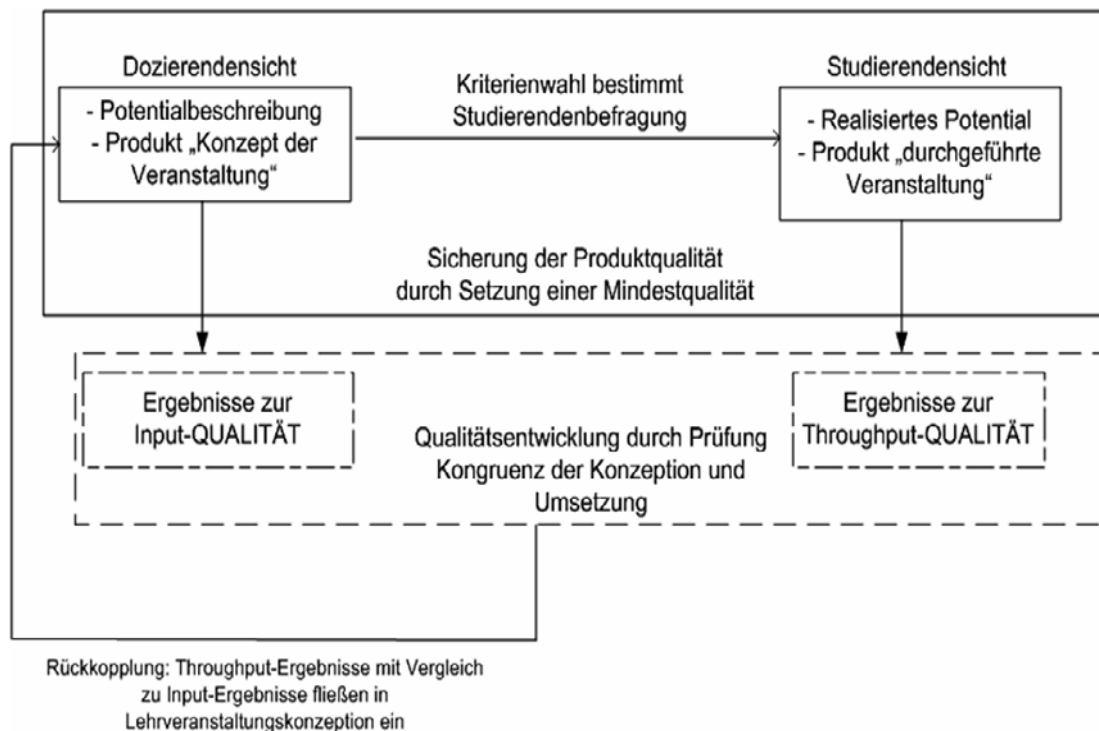 Dozierendensicht
- Potentialbeschreibung
- Produkt „Konzept der
Veranstaltung“
Kriterienwahl bestimmt
Studierendenbefragung
Studierendensicht
- Realisiertes Potential
- Produkt „durchgeführte
Veranstaltung“
Sicherung der Produktqualität
durch Setzung einer Mindestqualität
Ergebnisse zur
Input-QUALITÄT
Qualitätsentwicklung durch Prüfung
Kongruenz der Konzeption und
Umsetzung
Ergebnisse zur
Throughput-QUALITÄT
Rückkopplung: Throughput-Ergebnisse mit Vergleich
zu Input-Ergebnisse fließen in
Lehrveranstaltungskonzeption ein